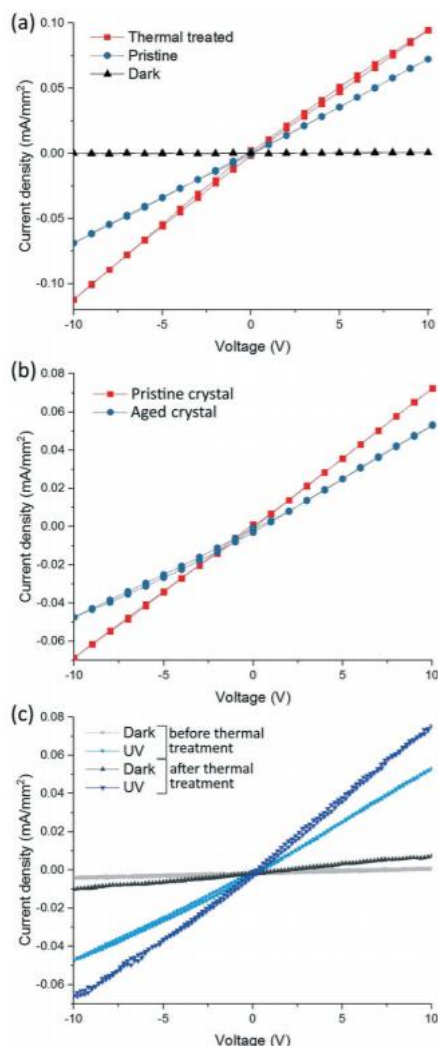 (a)
Thermal treated
Pristine
Dark
Current density (mA/mm²)
0.10
0.05
0.00
-0.05
-0.10
-10 -5 0 5 10
Voltage (V)
(b)
Pristine crystal
Aged crystal
Current density (mA/mm²)
0.08
0.06
0.04
0.02
0.00
-0.02
-0.04
-0.06
-10 -5 0 5 10
Voltage (V)
(c)
Dark
UV
before thermal
treatment
Dark
UV
after thermal
treatment
Current density (mA/mm²)
0.08
0.06
0.04
0.02
0.00
-0.02
-0.04
-0.06
-10 -5 0 5 10
Voltage (V)